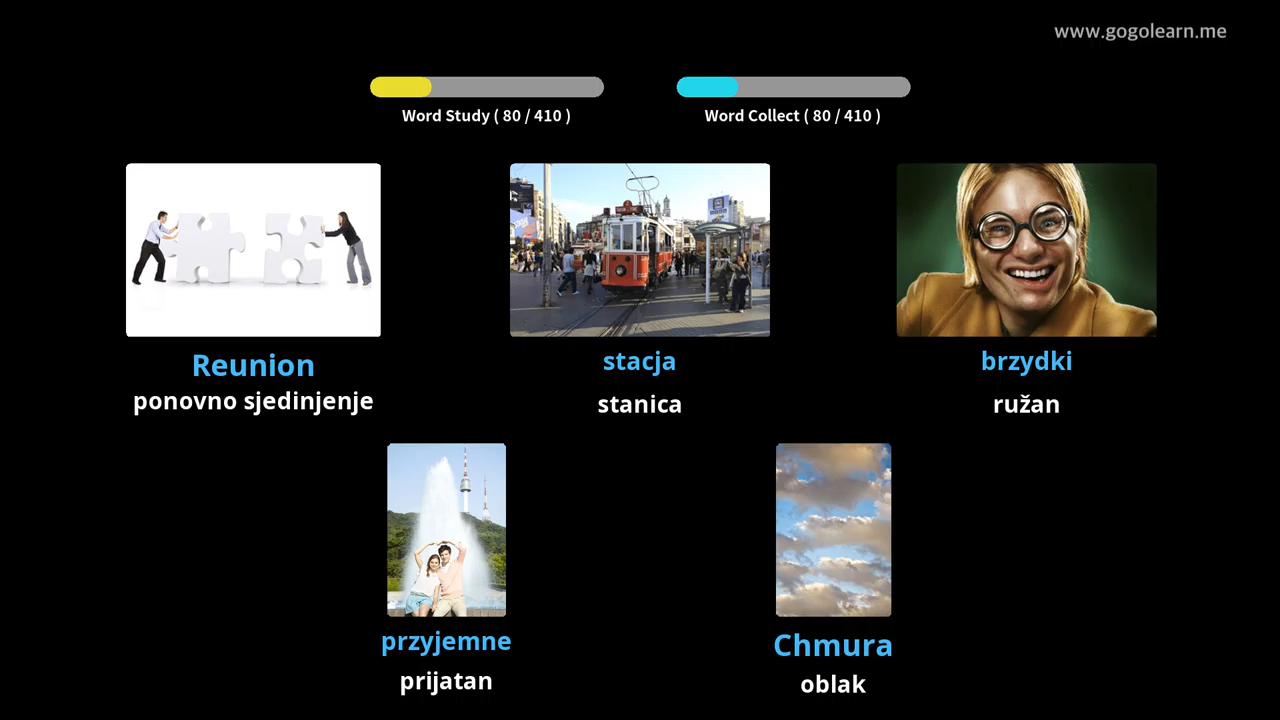 www.gogolearn.me
Word Study ( 80 / 410 )
Word Collect ( 80 / 410 )
Reunion
ponovno sjedinjenje
stacja
stanica
brzydki
ružan
przyjemne
prijatan
Chmura
oblak